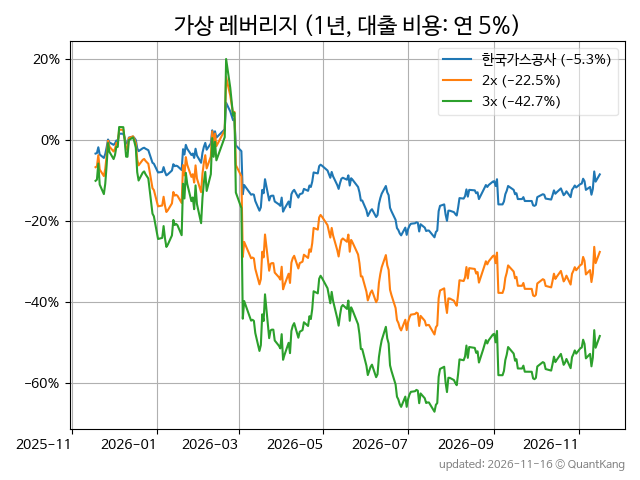 가상 레버리지 (1년, 대출 비용: 연 5%)
한국가스공사 (−5.3%)
2x (−22.5%)
3x (−42.7%)
20%
0%
−20%
−40%
−60%
2025−11 2026−01 2026−03 2026−05 2026−07 2026−09 2026−11
updated: 2026-11-16 © QuantKang